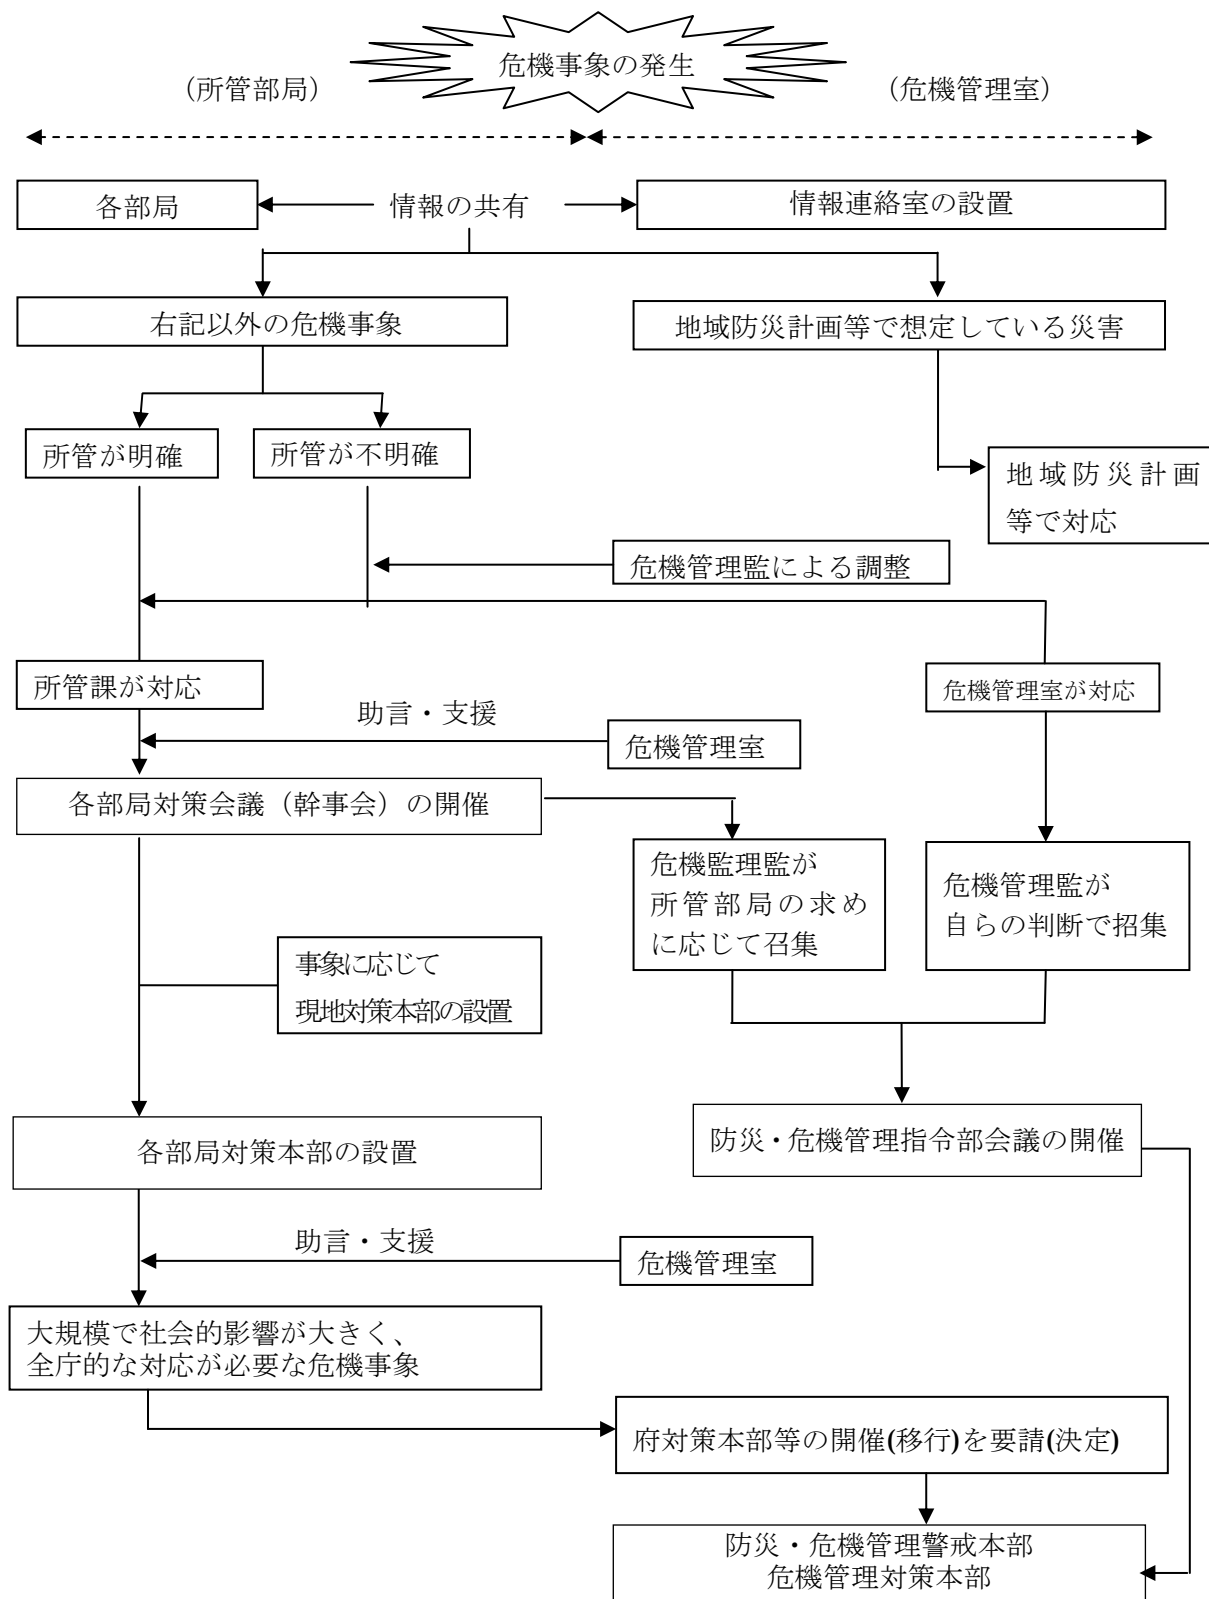 危機事象の発生
（所管部局）
（危機管理室）
各部局
情報の共有
情報連絡室の設置
右記以外の危機事象
地域防災計画等で想定している災害
所管が明確
所管が不明確
地域防災計画
等で対応
危機管理監による調整
所管課が対応
危機管理室が対応
助言・支援
危機管理室
各部局対策会議（幹事会）の開催
危機監理監が
所管部局の求め
に応じて召集
危機管理監が
自らの判断で招集
事象に応じて
現地対策本部の設置
各部局対策本部の設置
防災・危機管理指令部会議の開催
助言・支援
危機管理室
大規模で社会的影響が大きく、
全庁的な対応が必要な危機事象
府対策本部等の開催(移行)を要請(決定)
防災・危機管理警戒本部
危機管理対策本部